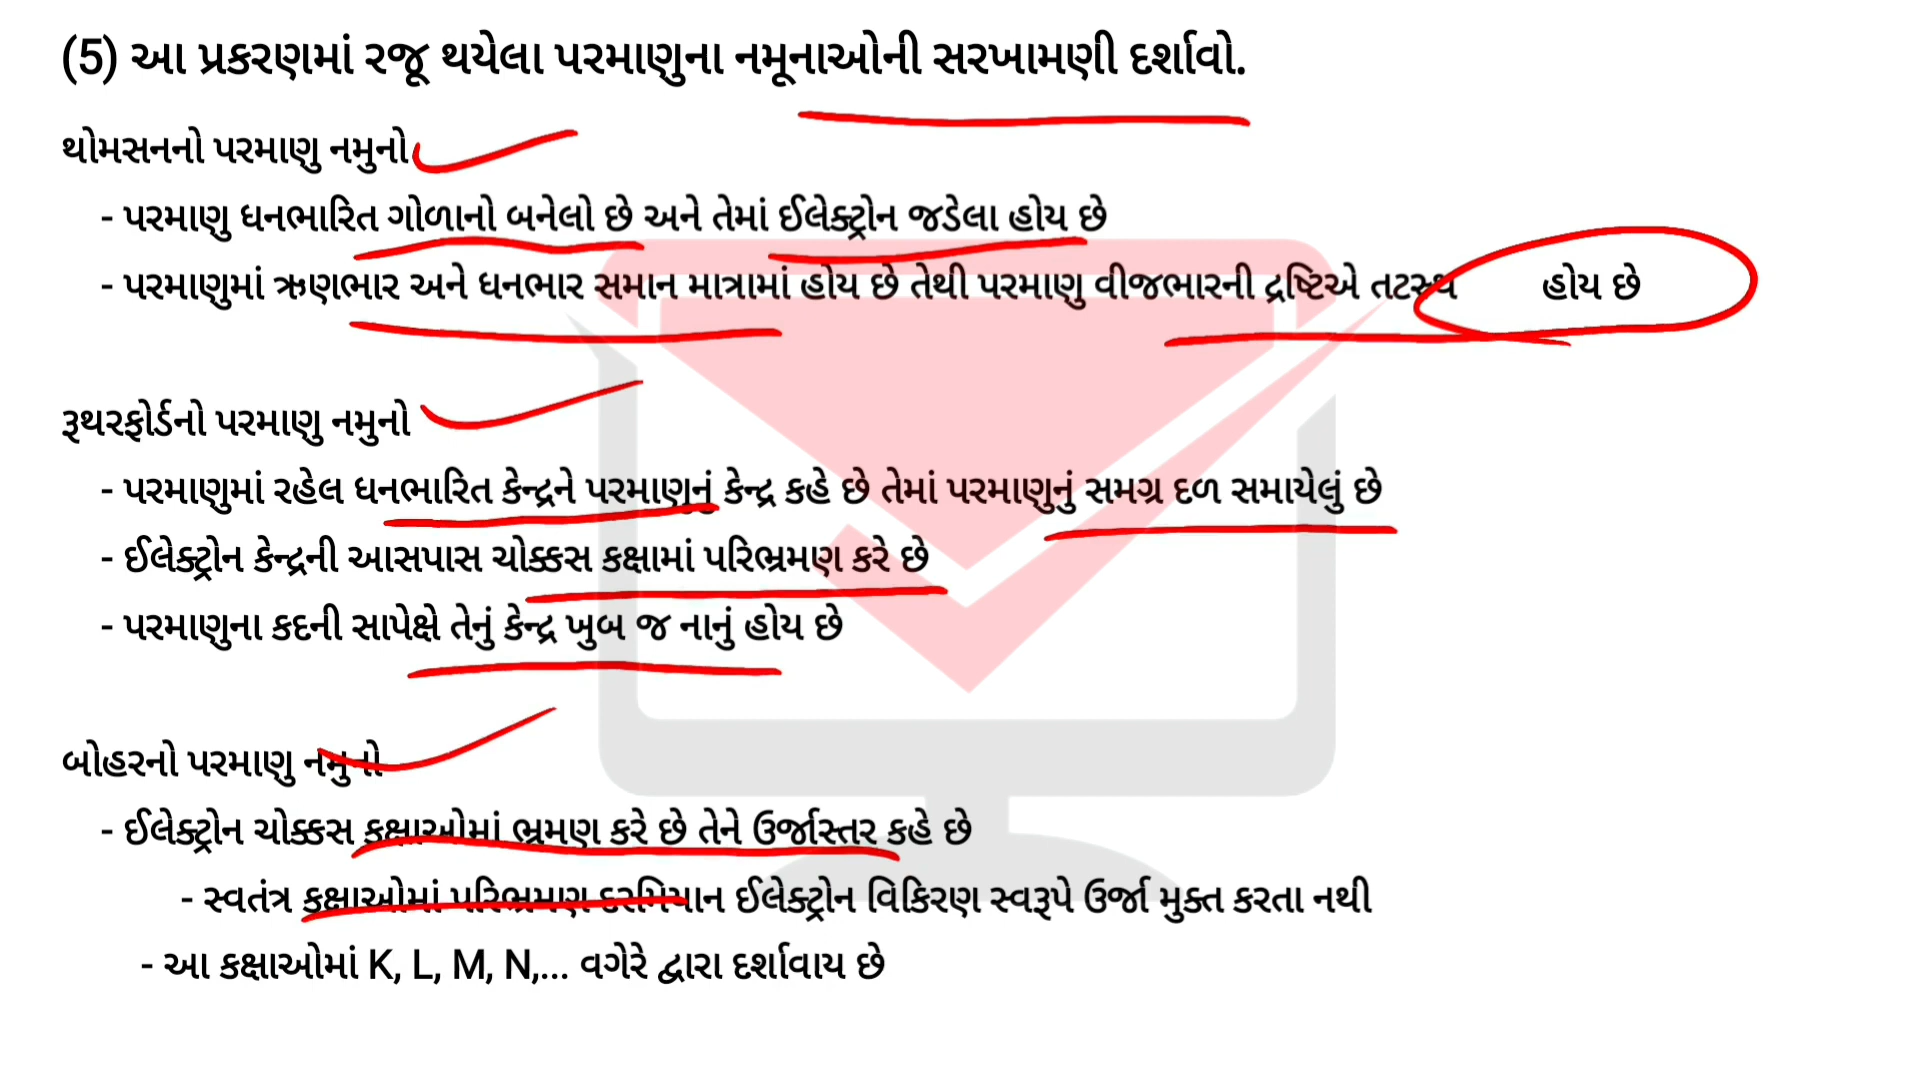 (5) આ પ્રકરણમાં રજૂ થયેલા પરમાણુના નમૂનાઓની સરખામણી દર્શાવો.
થોમસનનો પરમાણુ નમુનો
- પરમાણુ ધનભારિત ગોળાનો બનેલો છે અને તેમાં ઈલેક્ટ્રોન જડેલા હોય છે
- પરમાણુમાં ઋણભાર અને ધનભાર સમાન માત્રામાં હોય છે તેથી પરમાણુ વીજભારની દ્રષ્ટિએ તટસ્થ હોય છે
રૂથરફોર્ડનો પરમાણુ નમુનો
- પરમાણુમાં રહેલ ધનભારિત કેન્દ્રને પરમાણુનું કેન્દ્ર કહે છે તેમાં પરમાણુનું સમગ્ર દળ સમાયેલું છે
- ઈલેક્ટ્રોન કેન્દ્રની આસપાસ ચોક્કસ કક્ષામાં પરિભ્રમણ કરે છે
- પરમાણુના કદની સાપેક્ષે તેનું કેન્દ્ર ખુબ જ નાનું હોય છે
બોહરનો પરમાણુ નમુનો
- ઈલેક્ટ્રોન ચોક્કસ કક્ષાઓમાં ભ્રમણ કરે છે તેને ઉર્જાસ્તર કહે છે
- સ્વતંત્ર કક્ષાઓમાં પરિભ્રમણ દરમિયાન ઈલેક્ટ્રોન વિકિરણ સ્વરૂપે ઉર્જા મુક્ત કરતા નથી
- આ કક્ષાઓમાં K, L, M, N,... વગેરે દ્વારા દર્શાવાય છે